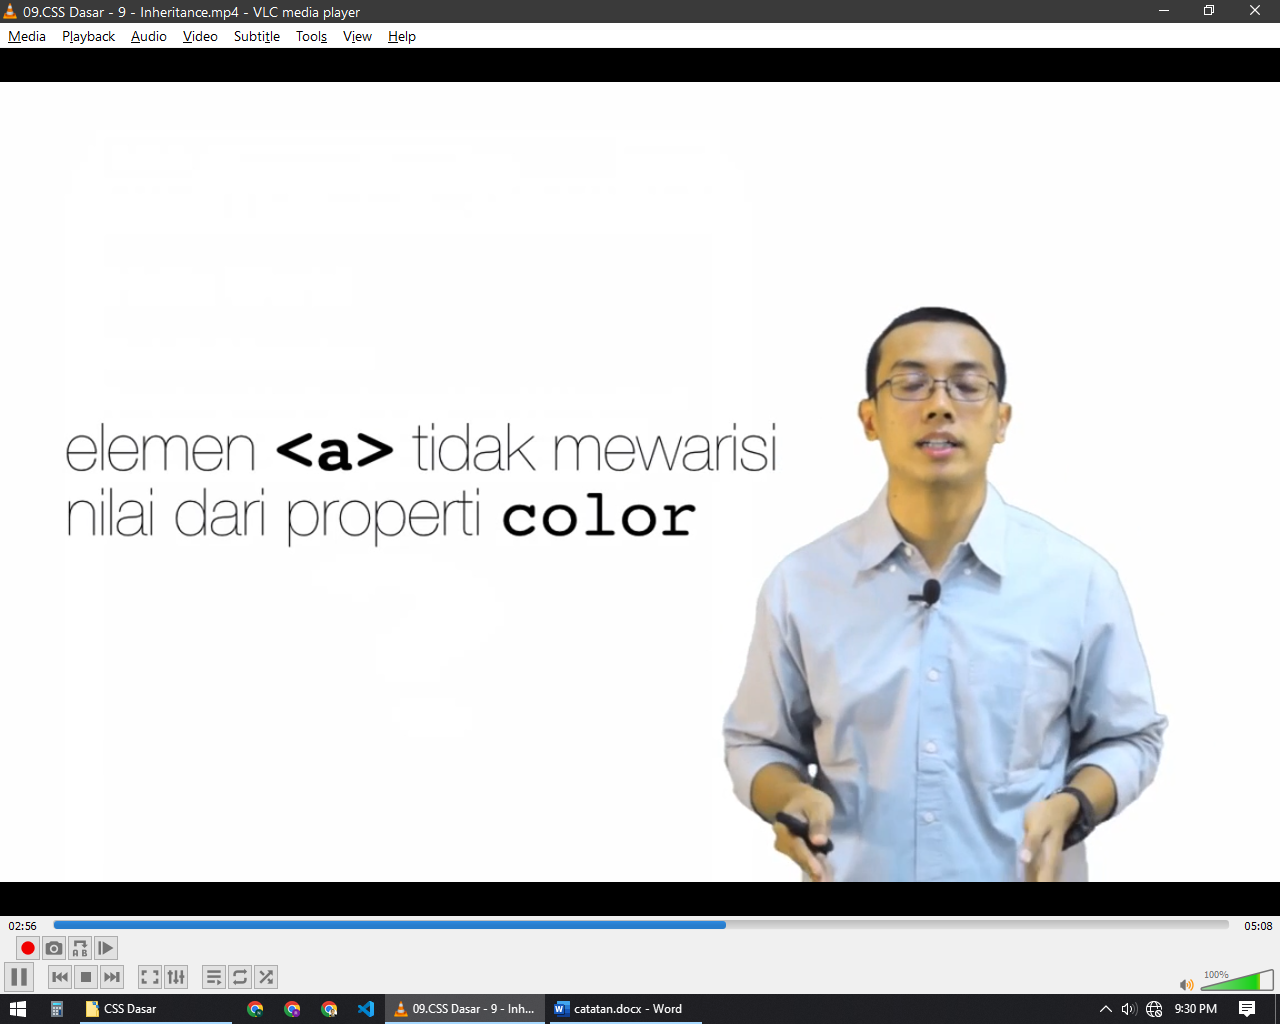 09.CSS Dasar - 9 - Inheritance.mp4 - VLC media player
Media Playback Audio Video Subtitle Tools View Help
elemen <a> tidak mewarisi
nilai dari properti color
02:56
05:08
A B
100%
CSS Dasar
09.CSS Dasar - 9 - Inh...
catatan.docx - Word
9:30 PM